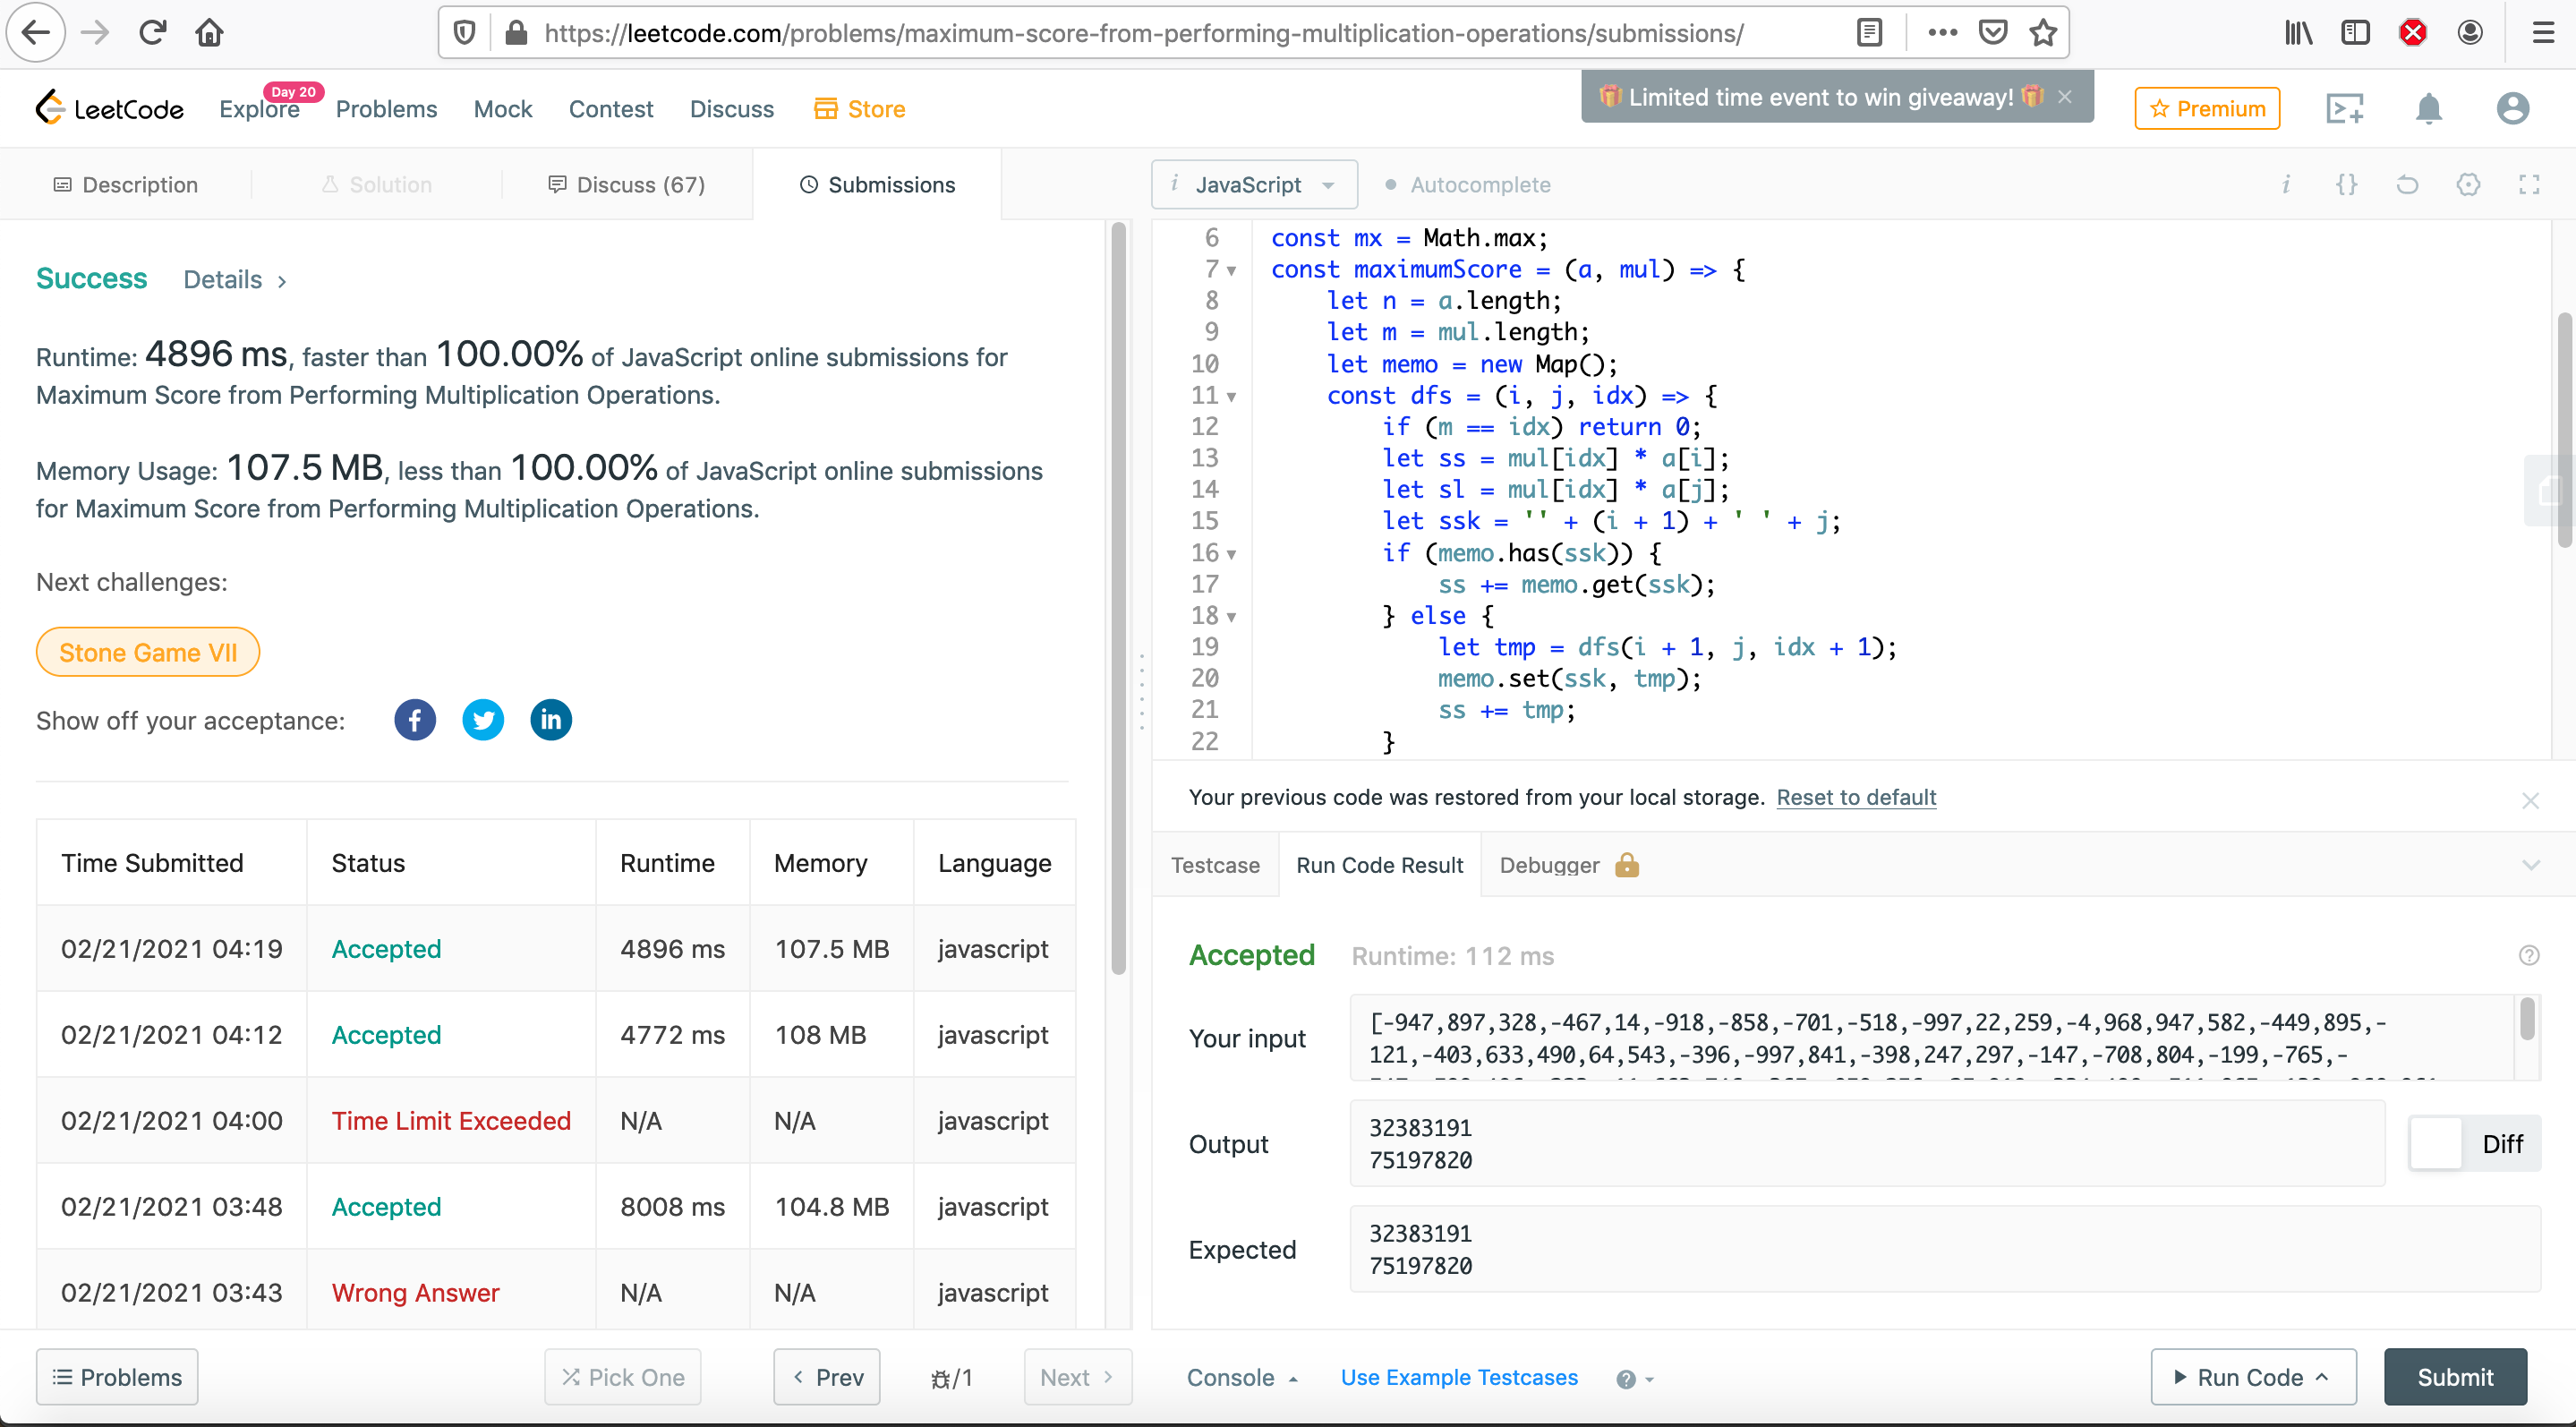 https://leetcode.com/problems/maximum-score-from-performing-multiplication-operations/submissions/
LeetCode
Explore
Day 20
Problems
Mock
Contest
Discuss
Store
Limited time event to win giveaway!
Premium
Description
Solution
Discuss (67)
Submissions
JavaScript
Autocomplete
Success
Details
Runtime: 4896 ms, faster than 100.00% of JavaScript online submissions for
Maximum Score from Performing Multiplication Operations.
Memory Usage: 107.5 MB, less than 100.00% of JavaScript online submissions
for Maximum Score from Performing Multiplication Operations.
Next challenges:
Stone Game VII
Show off your acceptance:
Time Submitted Status Runtime Memory Language
02/21/2021 04:19 Accepted 4896 ms 107.5 MB javascript
02/21/2021 04:12 Accepted 4772 ms 108 MB javascript
02/21/2021 04:00 Time Limit Exceeded N/A N/A javascript
02/21/2021 03:48 Accepted 8008 ms 104.8 MB javascript
02/21/2021 03:43 Wrong Answer N/A N/A javascript
Problems
Pick One
Prev
/1
Next
6 const mx = Math.max;
7 const maximumScore = (a, mul) => {
8 let n = a.length;
9 let m = mul.length;
10 let memo = new Map();
11 const dfs = (i, j, idx) => {
12 if (m == idx) return 0;
13 let ss = mul[idx] * a[i];
14 let sl = mul[idx] * a[j];
15 let ssk = '' + (i + 1) + ' ' + j;
16 if (memo.has(ssk)) {
17 ss += memo.get(ssk);
18 } else {
19 let tmp = dfs(i + 1, j, idx + 1);
20 memo.set(ssk, tmp);
21 ss += tmp;
22 }
Your previous code was restored from your local storage. Reset to default
Testcase
Run Code Result
Debugger
Accepted
Runtime: 112 ms
Your input
[-947,897,328,-467,14,-918,-858,-701,-518,-997,22,259,-4,968,947,582,-449,895,-
121,-403,633,490,64,543,-396,-997,841,-398,247,297,-147,-708,804,-199,-765,-
Output
32383191
75197820
Diff
Expected
32383191
75197820
Console
Use Example Testcases
Run Code
Submit